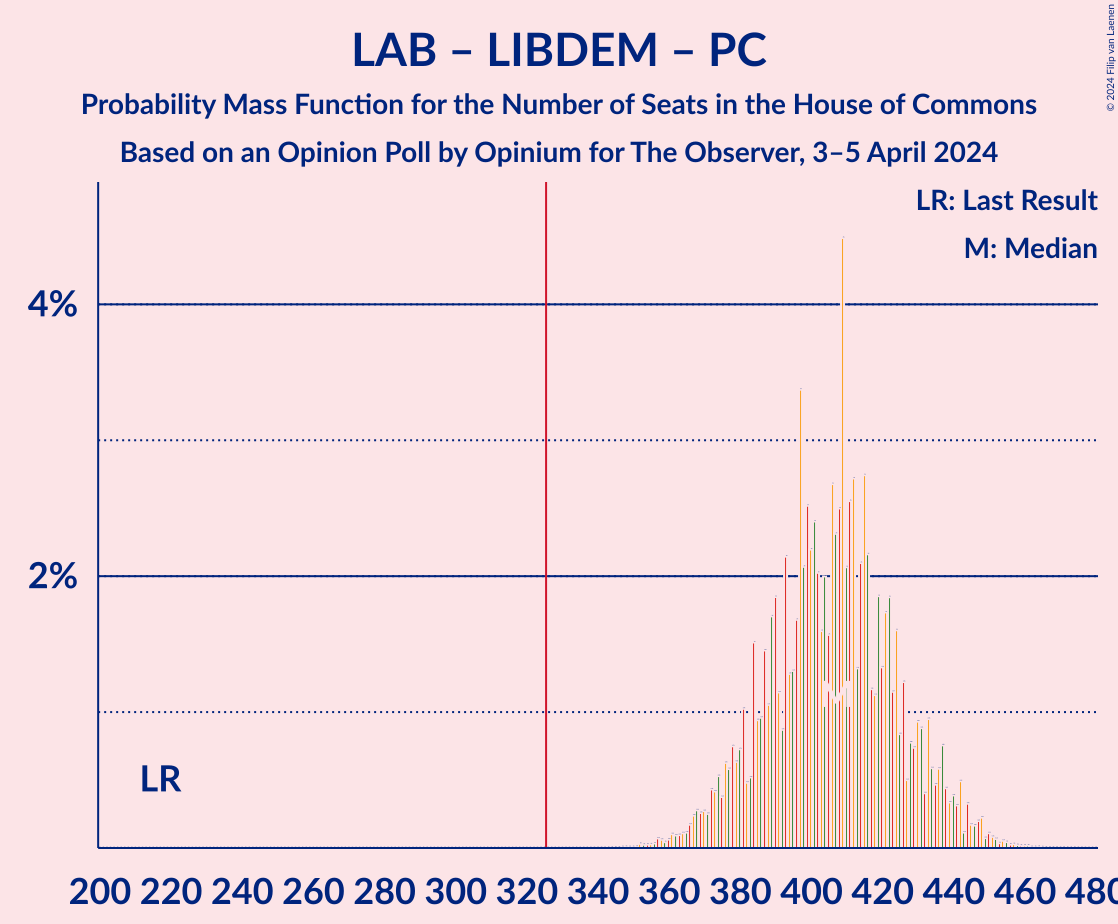 LAB – LIBDEM – PC
Probability Mass Function for the Number of Seats in the House of Commons
Based on an Opinion Poll by Opinium for The Observer, 3–5 April 2024
© 2024 Filip van Laenen
LR: Last Result
M: Median
4%
2%
LR
M
200 220 240 260 280 300 320 340 360 380 400 420 440 460 480